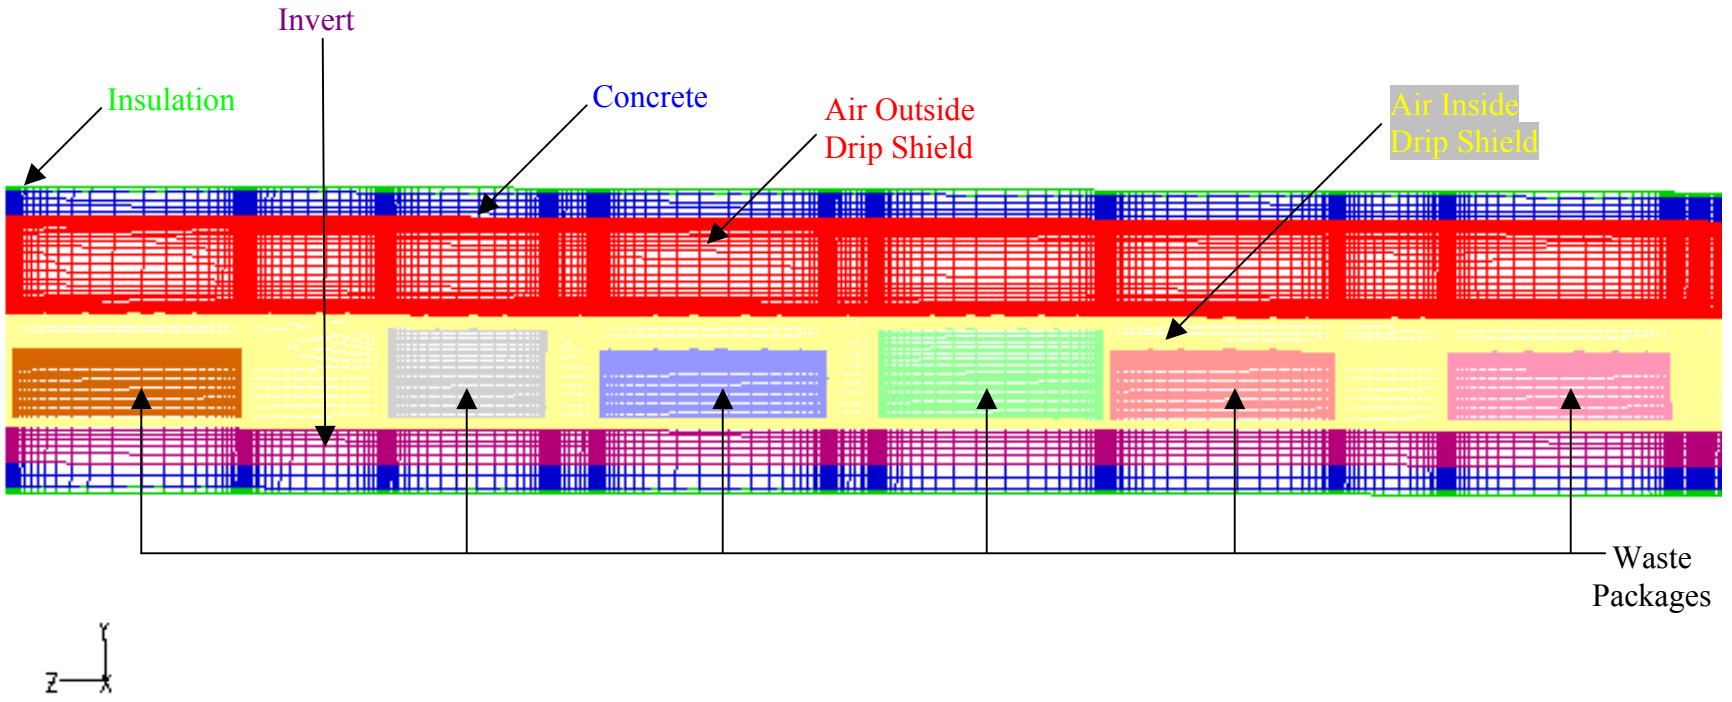 Invert
Insulation
Concrete
Air Outside
Drip Shield
Air Inside
Drip Shield
Waste
Packages
Y
Z
X